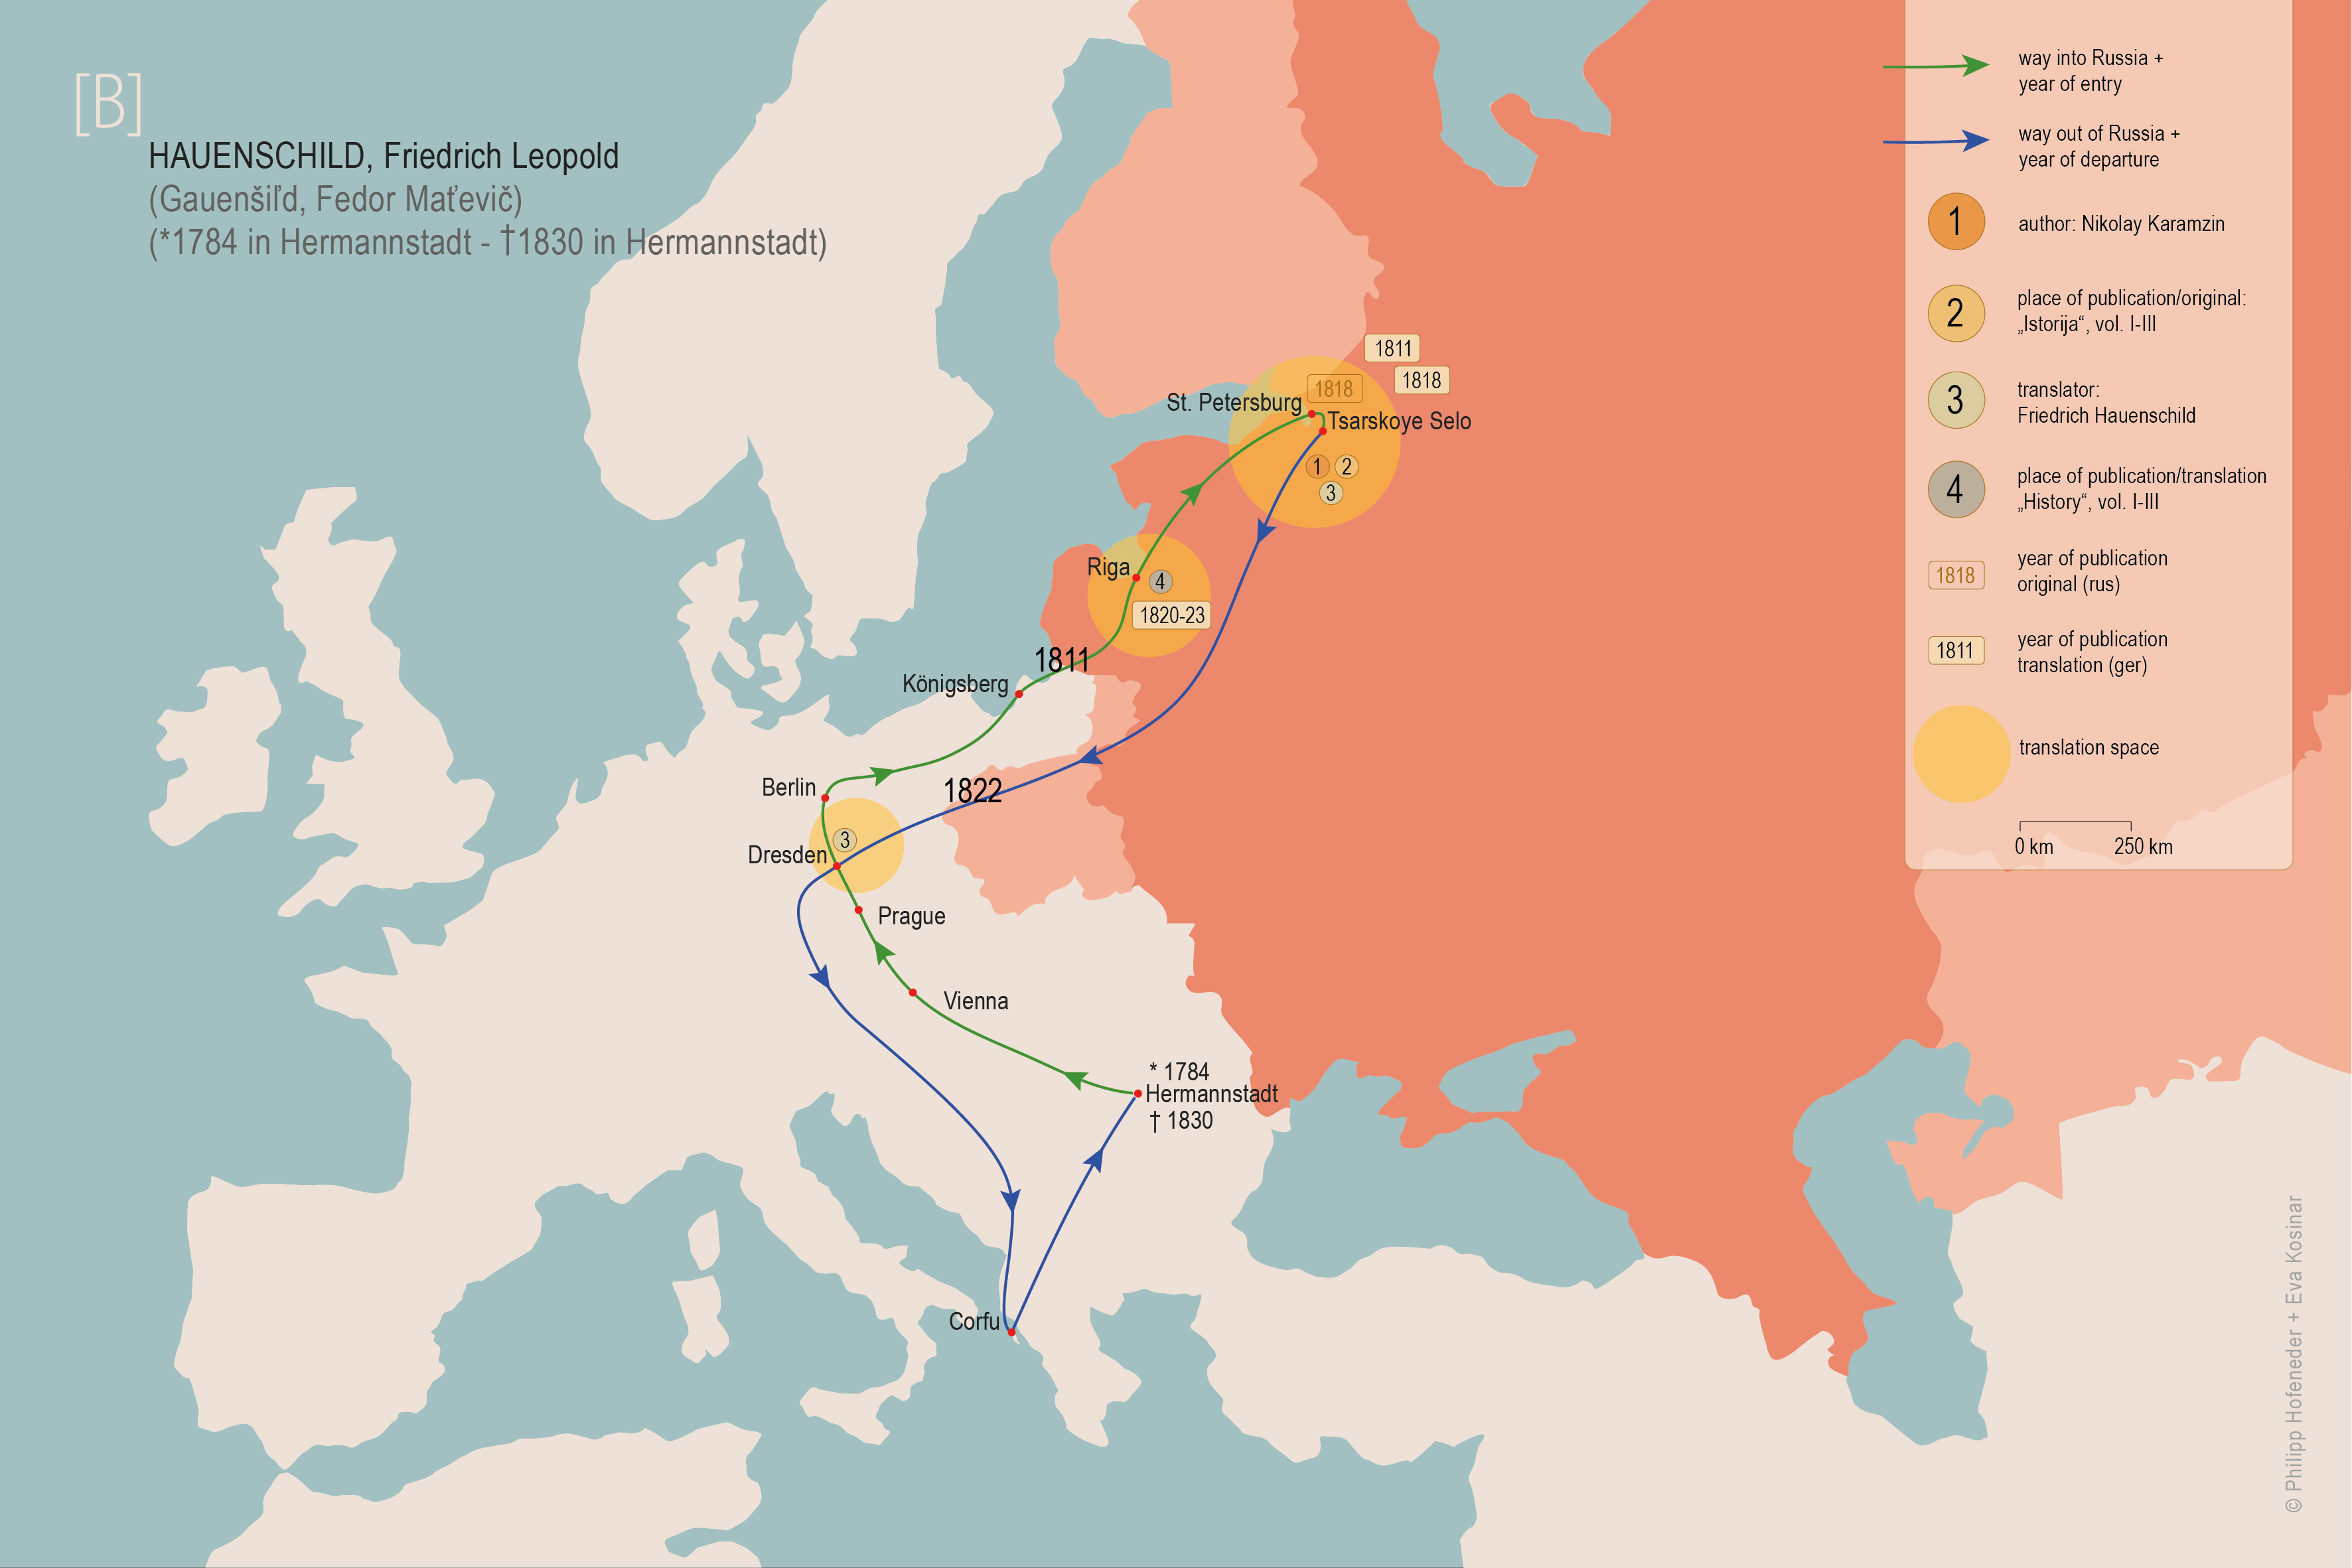 [B]
HAUENSCHILD, Friedrich Leopold
(Gauenšiľd, Fedor Maťevič)
(*1784 in Hermannstadt - †1830 in Hermannstadt)
way into Russia +
year of entry
way out of Russia +
year of departure
1
author: Nikolay Karamzin
2
place of publication/original:
„Istorija“, vol. I-III
3
translator:
Friedrich Hauenschild
4
place of publication/translation
„History“, vol. I-III
1818
year of publication
original (rus)
1811
year of publication
translation (ger)
translation space
0 km 250 km
1811
1818
1818
St. Petersburg
Tsarskoye Selo
1 2
3
Riga
4
1820-23
1811
Königsberg
Berlin
1822
3
Dresden
Prague
Vienna
* 1784
Hermannstadt
† 1830
Corfu
© Philipp Hofeneder + Eva Kosinar